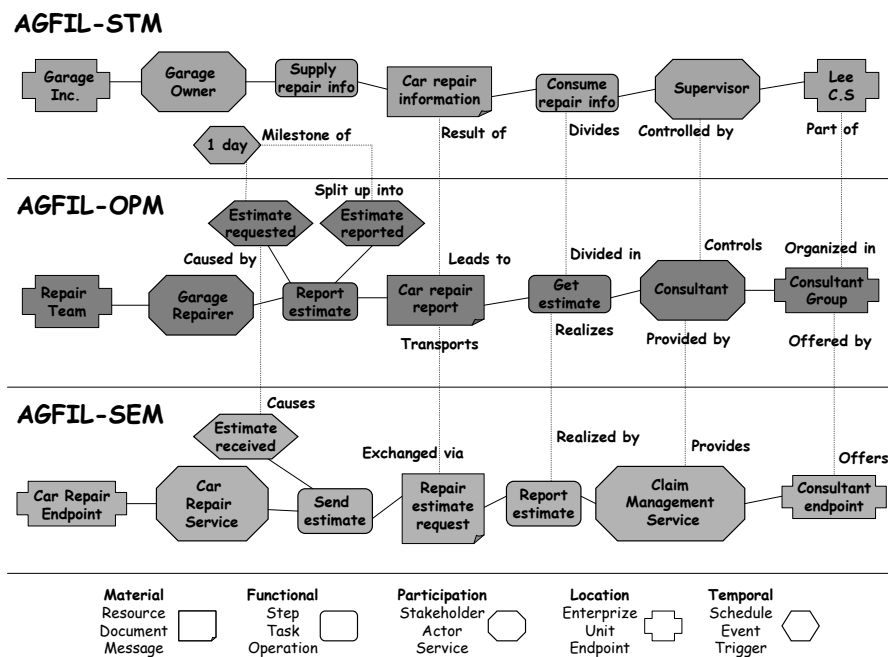 AGFIL-STM
Garage
Inc.
Garage
Owner
Supply
repair info
Car repair
information
Consume
repair info
Supervisor
Lee
C.S
1 day
Milestone of
Result of
Divides
Controlled by
Part of
AGFIL-OPM
Split up into
Estimate
requested
Estimate
reported
Caused by
Leads to
Divided in
Controls
Organized in
Repair
Team
Garage
Repairer
Report
estimate
Car repair
report
Get
estimate
Consultant
Consultant
Group
Transports
Realizes
Provided by
Offered by
AGFIL-SEM
Causes
Estimate
received
Exchanged via
Realized by
Provides
Offers
Car Repair
Endpoint
Car
Repair
Service
Send
estimate
Repair
estimate
request
Report
estimate
Claim
Management
Service
Consultant
endpoint
Material
Resource
Document
Message
Functional
Step
Task
Operation
Participation
Stakeholder
Actor
Service
Location
Enterprize
Unit
Endpoint
Temporal
Schedule
Event
Trigger